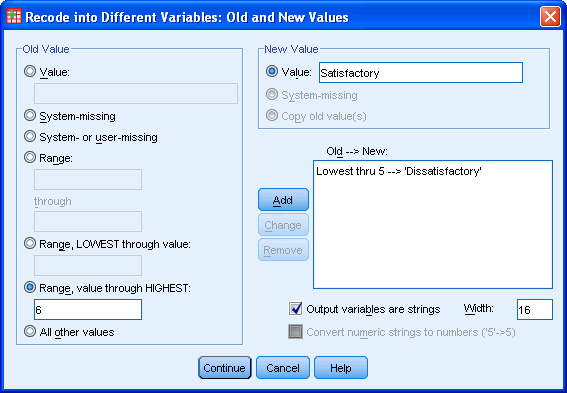 Recode into Different Variables: Old and New Values
Old Value
Value:
System-missing
System- or user-missing
Range:
through
Range, LOWEST through value:
Range, value through HIGHEST:
6
All other values
New Value
Value: Satisfactory
System-missing
Copy old value(s)
Old --> New:
Lowest thru 5 --> 'Dissatisfactory'
Add
Change
Remove
Output variables are strings Width: 16
Convert numeric strings to numbers ('5'->5)
Continue Cancel Help